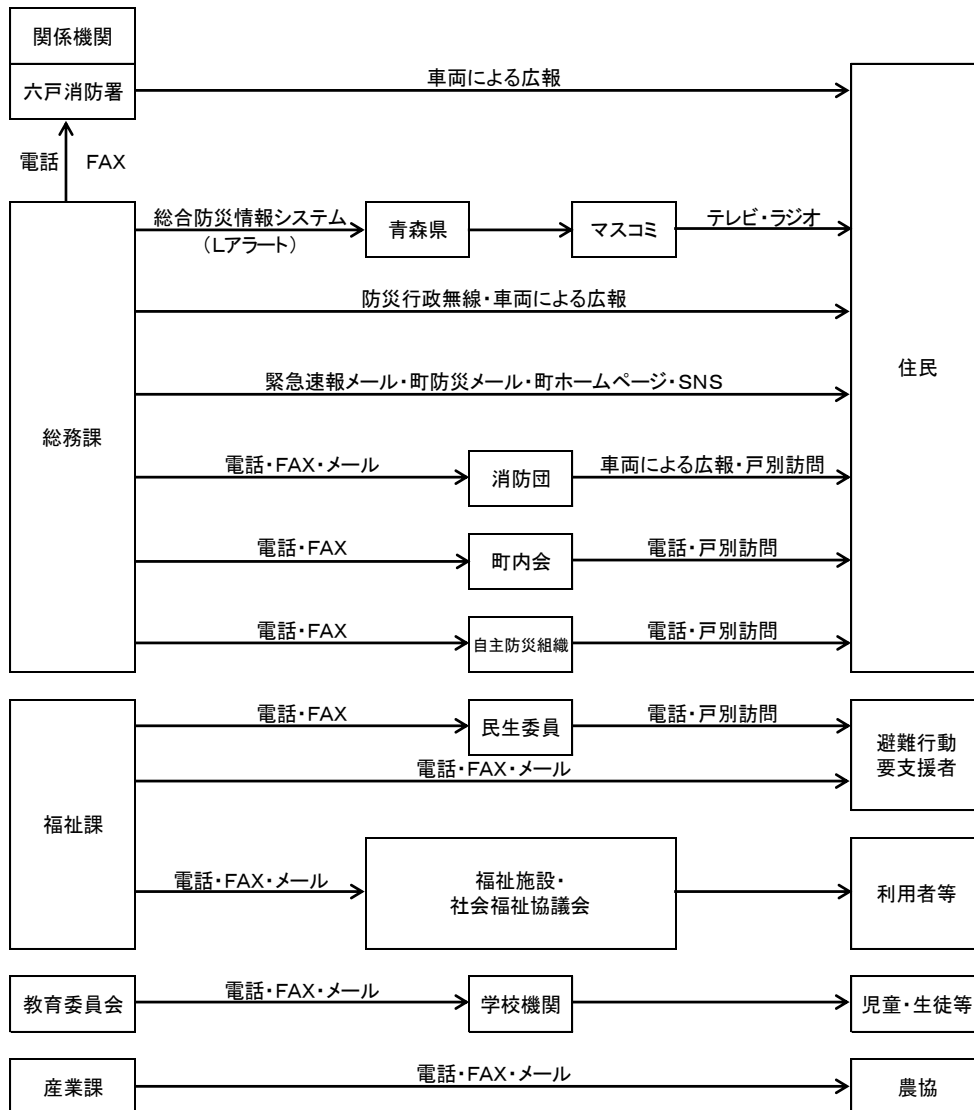 関係機関
六戸消防署
車両による広報
電話 FAX
総合防災情報システム
（Lアラート）
青森県
マスコミ
テレビ・ラジオ
防災行政無線・車両による広報
緊急速報メール・町防災メール・町ホームページ・SNS
住民
総務課
電話・FAX・メール
消防団
車両による広報・戸別訪問
電話・FAX
町内会
電話・戸別訪問
電話・FAX
自主防災組織
電話・戸別訪問
電話・FAX
民生委員
電話・戸別訪問
避難行動
要支援者
電話・FAX・メール
福祉課
電話・FAX・メール
福祉施設・
社会福祉協議会
利用者等
教育委員会
電話・FAX・メール
学校機関
児童・生徒等
産業課
電話・FAX・メール
農協